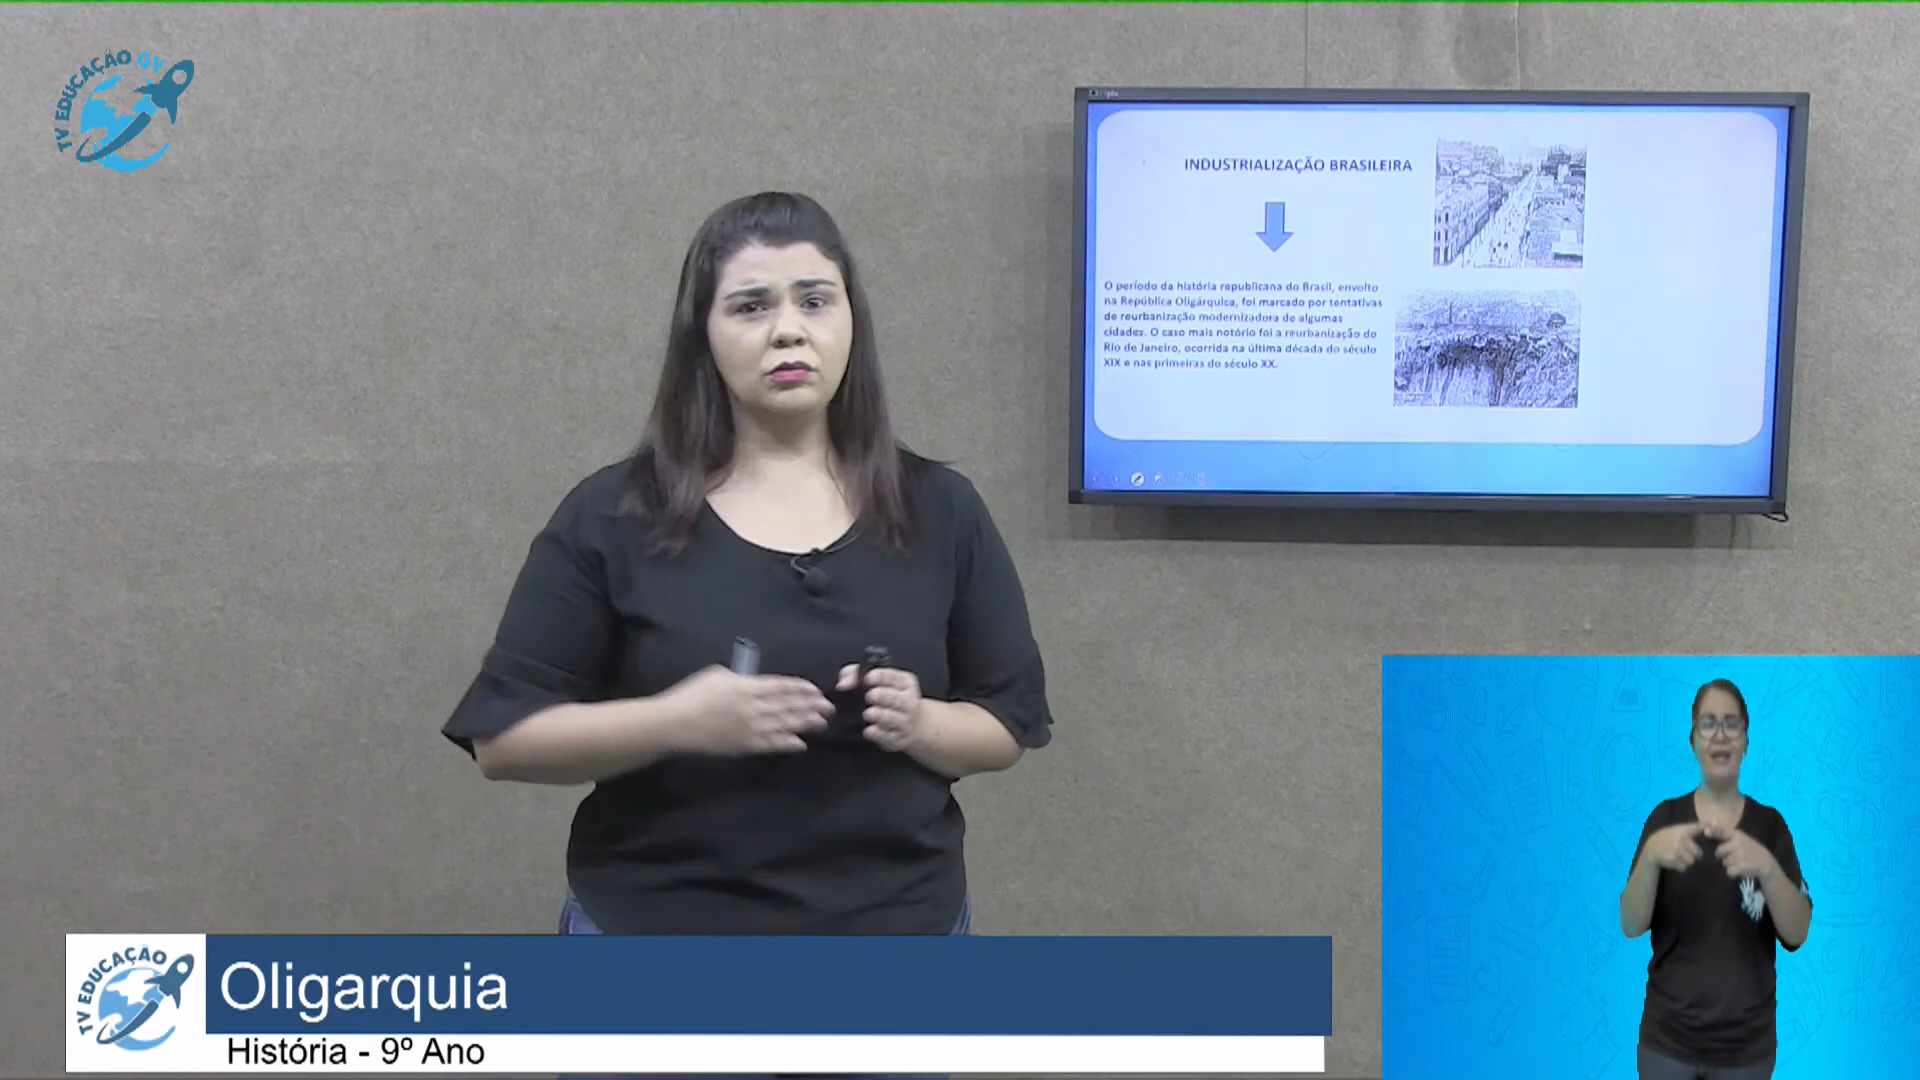 TV EDUCAÇÃO GV
INDUSTRIALIZAÇÃO BRASILEIRA
O período da história republicana do Brasil, envolto
na República Oligárquica, foi marcado por tentativas
de reurbanização modernizadora de algumas
cidades. O caso mais notório foi a reurbanização do
Rio de Janeiro, ocorrida na última década do século
XIX e nas primeiras do século XX.
TV EDUCAÇÃO
Oligarquia
História - 9º Ano